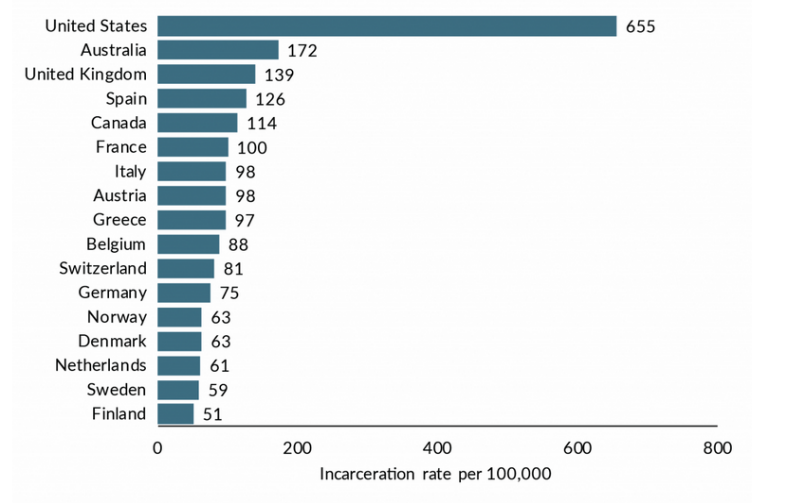 United States 655
Australia 172
United Kingdom 139
Spain 126
Canada 114
France 100
Italy 98
Austria 98
Greece 97
Belgium 88
Switzerland 81
Germany 75
Norway 63
Denmark 63
Netherlands 61
Sweden 59
Finland 51
0 200 400 600 800
Incarceration rate per 100,000